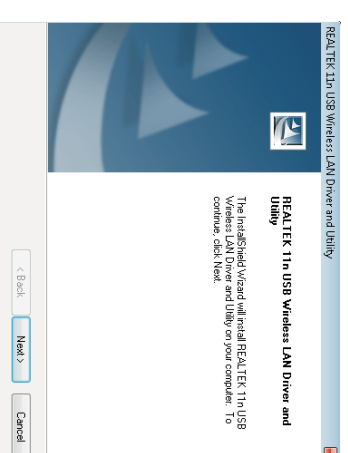 REALTEK 11n USB Wireless LAN Driver and Utility
REALTEK 11n USB Wireless LAN Driver and
Utility
The InstallShield Wizard will install REALTEK 11n USB
Wireless LAN Driver and Utility on your computer. To
continue, click Next.
< Back
Next >
Cancel